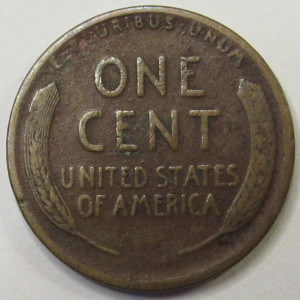 E · PLURIBUS · UNUM
ONE
CENT
UNITED STATES
OF AMERICA